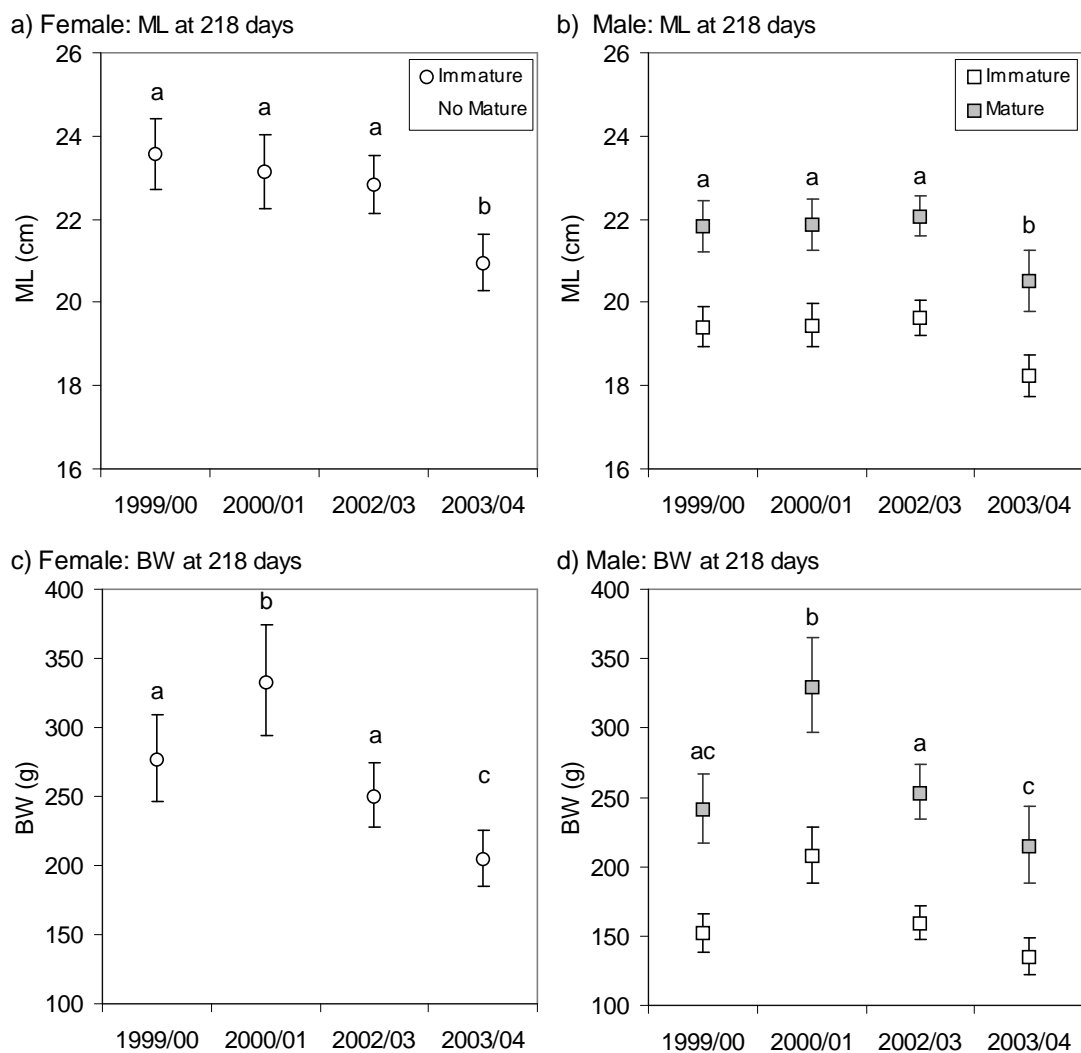 a) Female: ML at 218 days
26
24
22
20
18
16
ML (cm)
Immature
No Mature
a
a
a
b
1999/00 2000/01 2002/03 2003/04
b) Male: ML at 218 days
26
24
22
20
18
16
ML (cm)
Immature
Mature
a
a
a
b
1999/00 2000/01 2002/03 2003/04
c) Female: BW at 218 days
400
350
300
250
200
150
100
BW (g)
a
b
a
c
1999/00 2000/01 2002/03 2003/04
d) Male: BW at 218 days
400
350
300
250
200
150
100
BW (g)
ac
b
a
c
1999/00 2000/01 2002/03 2003/04